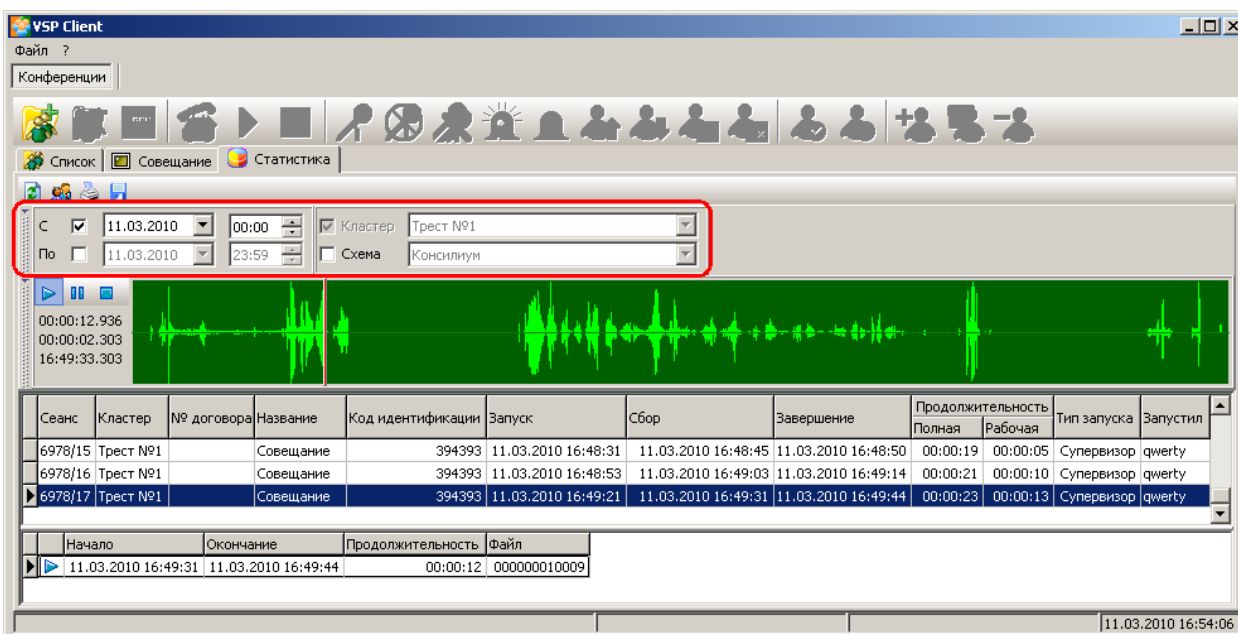 VSP Client
Файл ?
Конференции
Список Совещание Статистика
С 11.03.2010 00:00 Кластер Трест №1
По 11.03.2010 23:59 Схема Консилиум
00:00:12.936
00:00:02.303
16:49:33.303
Сеанс Кластер № договора Название Код идентификации Запуск Сбор Завершение Продолжительность Тип запуска Запустил
Полная Рабочая
6978/15 Трест №1 Совещание 394393 11.03.2010 16:48:31 11.03.2010 16:48:45 11.03.2010 16:48:50 00:00:19 00:00:05 Супервизор qwerty
6978/16 Трест №1 Совещание 394393 11.03.2010 16:48:53 11.03.2010 16:49:03 11.03.2010 16:49:14 00:00:21 00:00:10 Супервизор qwerty
6978/17 Трест №1 Совещание 394393 11.03.2010 16:49:21 11.03.2010 16:49:31 11.03.2010 16:49:44 00:00:23 00:00:13 Супервизор qwerty
Начало Окончание Продолжительность Файл
11.03.2010 16:49:31 11.03.2010 16:49:44 00:00:12 000000010009
11.03.2010 16:54:06